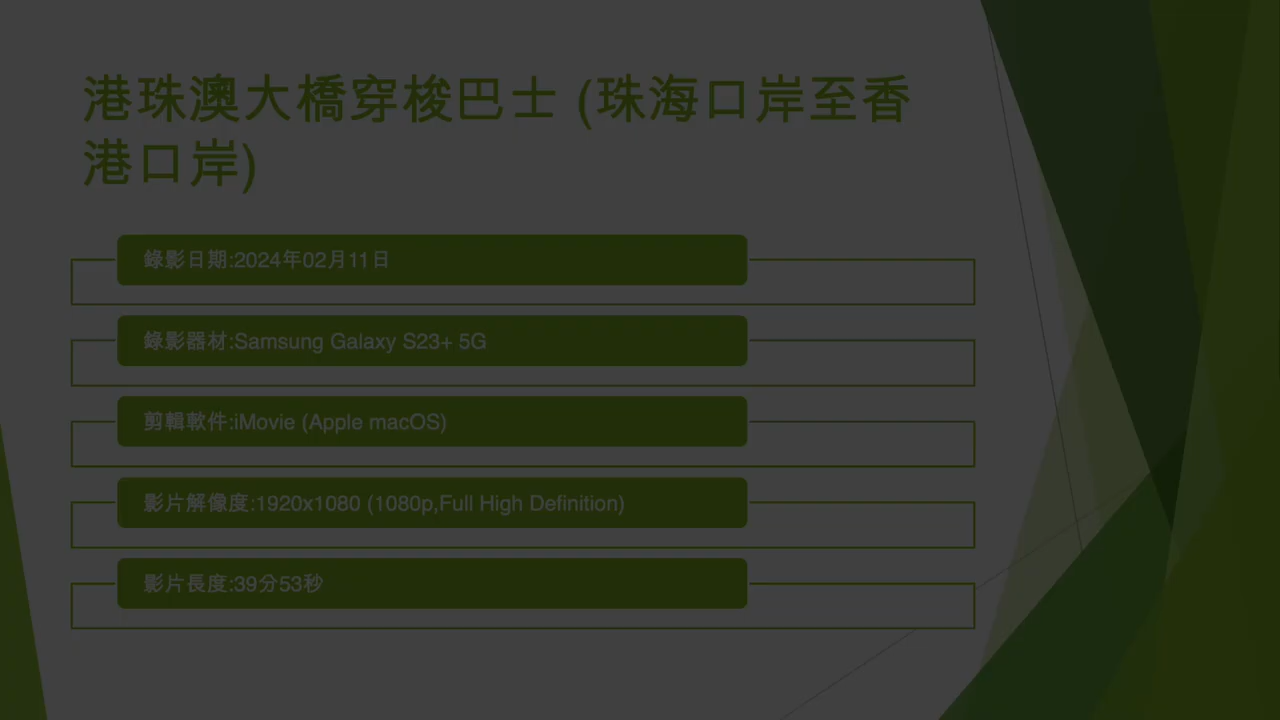 港珠澳大橋穿梭巴士 (珠海口岸至香
港口岸)
錄影日期:2024年02月11日
錄影器材:Samsung Galaxy S23+ 5G
剪輯軟件:iMovie (Apple macOS)
影片解像度:1920x1080 (1080p,Full High Definition)
影片長度:39分53秒